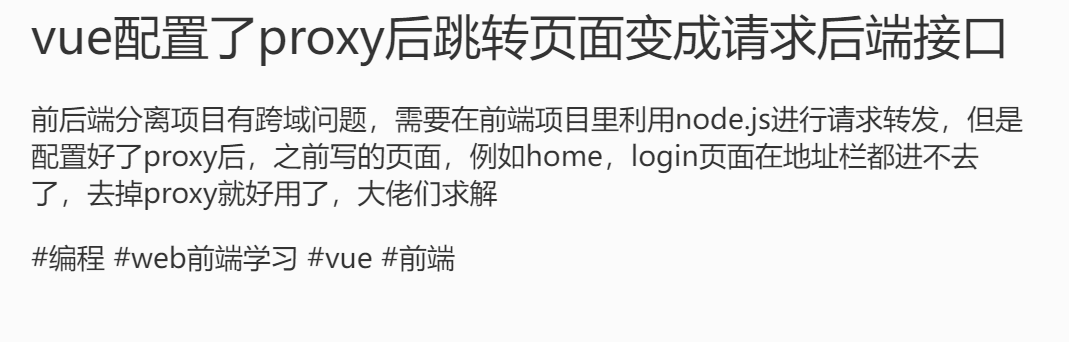 vue配置了proxy后跳转页面变成请求后端接口
前后端分离项目有跨域问题，需要在前端项目里利用node.js进行请求转发，但是
配置好了proxy后，之前写的页面，例如home，login页面在地址栏都进不去
了，去掉proxy就好用了，大佬们求解
#编程 #web前端学习 #vue #前端